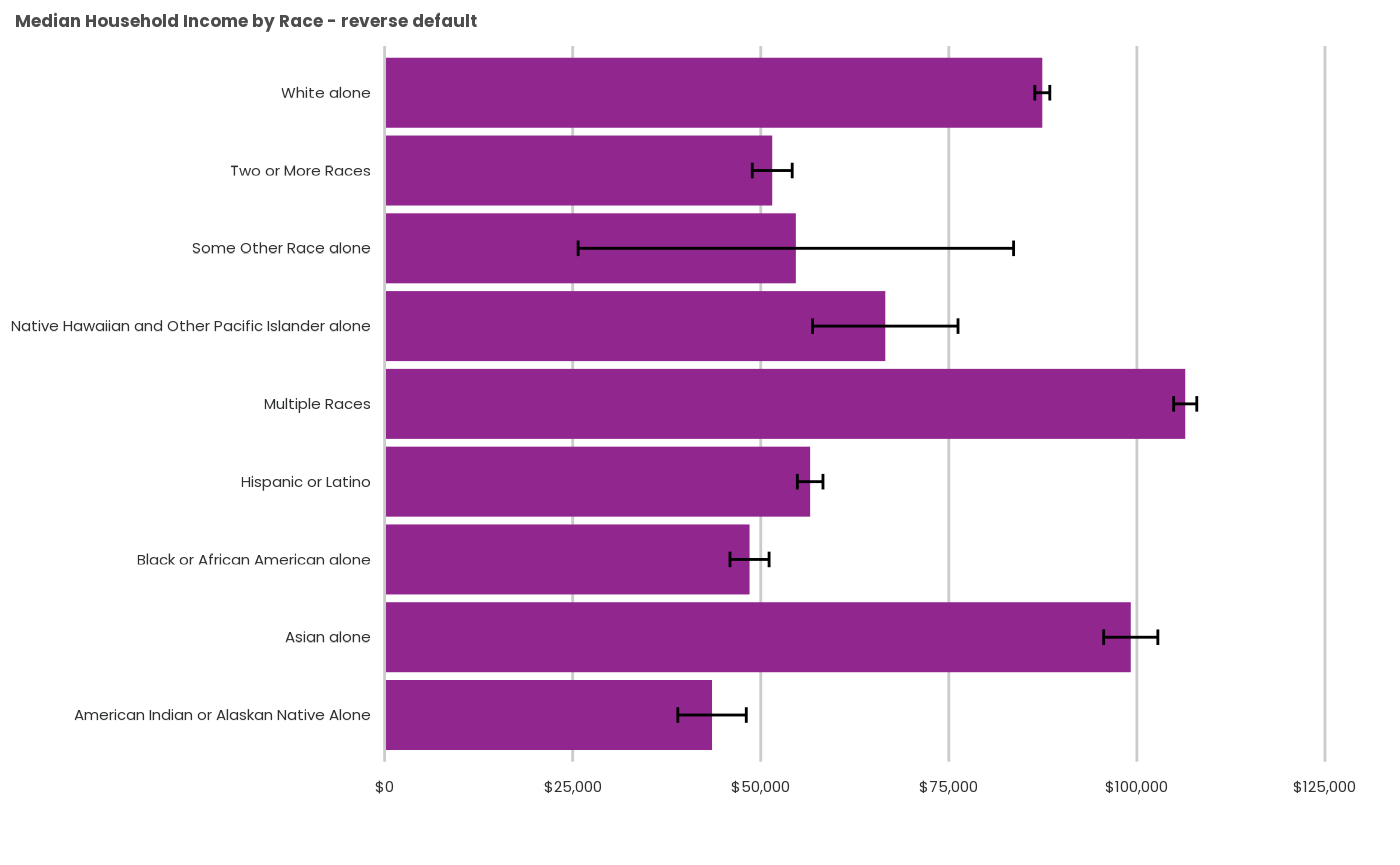 Median Household Income by Race - reverse default
White alone
Two or More Races
Some Other Race alone
Native Hawaiian and Other Pacific Islander alone
Multiple Races
Hispanic or Latino
Black or African American alone
Asian alone
American Indian or Alaskan Native Alone
$0 $25,000 $50,000 $75,000 $100,000 $125,000